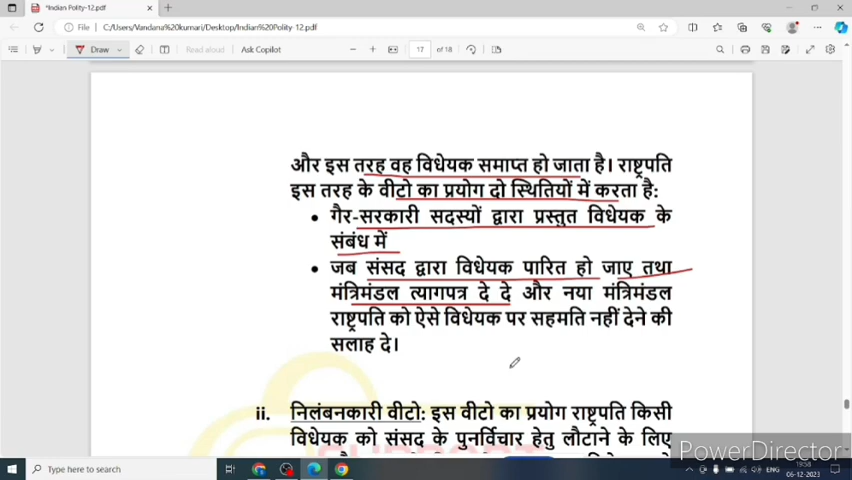 *Indian Polity-12.pdf
File | C:/Users/Vandana%20kumari/Desktop/Indian%20Polity-12.pdf
Draw
Read aloud
Ask Copilot
17
of 18
और इस तरह वह विधेयक समाप्त हो जाता है। राष्ट्रपति
इस तरह के वीटो का प्रयोग दो स्थितियों में करता है:
• गैर-सरकारी सदस्यों द्वारा प्रस्तुत विधेयक के
संबंध में
• जब संसद द्वारा विधेयक पारित हो जाए तथा
मंत्रिमंडल त्यागपत्र दे दे और नया मंत्रिमंडल
राष्ट्रपति को ऐसे विधेयक पर सहमति नहीं देने की
सलाह दे।
ii. निलंबनकारी वीटो: इस वीटो का प्रयोग राष्ट्रपति किसी
विधेयक को संसद के पुनर्विचार हेतु लौटाने के लिए
PowerDirector
Type here to search
ENG
19:58
06-12-2023